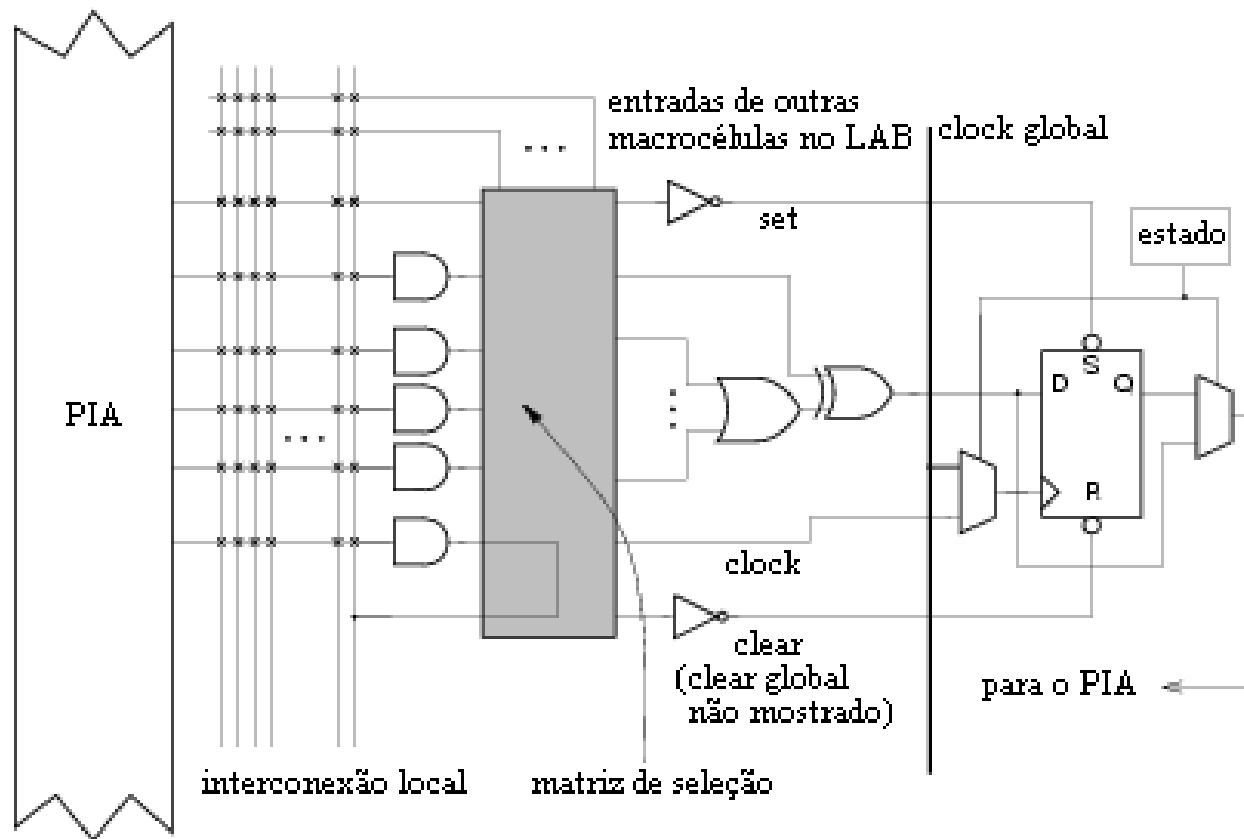 entradas de outras
macrocélulas no LAB
clock global
...
set
estado
S
D
Q
PIA
...
R
clock
clear
(clear global
não mostrado)
para o PIA
interconexão local
matriz de seleção